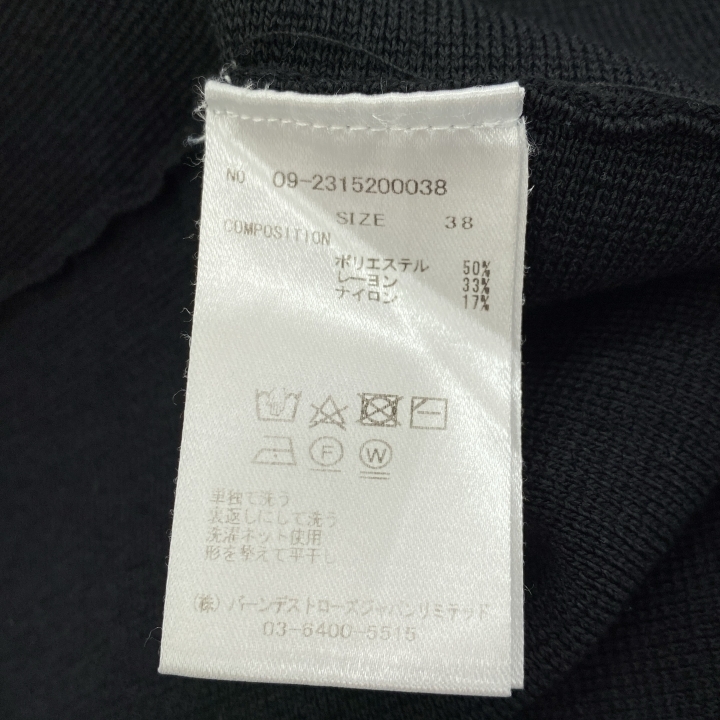 NO 09-2315200038
SIZE 38
COMPOSITION
ポリエステル 50%
レーヨン 33%
ナイロン 17%
F W
単独で洗う
裏返しにして洗う
洗濯ネット使用
形を整えて平干し
(株) バーンデストローズジャパンリミテッド
03-6400-5515